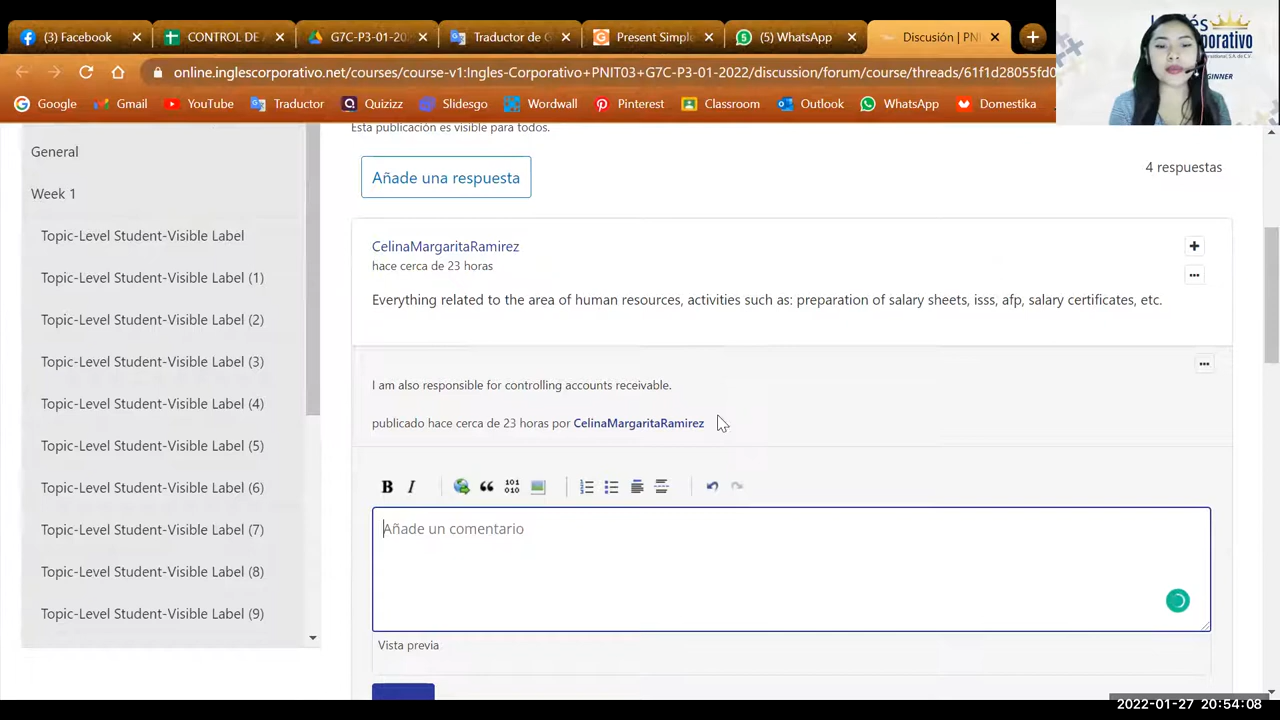 (3) Facebook
CONTROL DE
G7C-P3-01-20
Traductor de G
Present Simple
(5) WhatsApp
Discusión | PNI
online.inglescorporativo.net/courses/course-v1:Ingles-Corporativo+PNIT03+G7C-P3-01-2022/discussion/forum/course/threads/61f1d28055fd0
Google
Gmail
YouTube
Traductor
Quizizz
Slidesgo
Wordwall
Pinterest
Classroom
Outlook
WhatsApp
Domestika
Esta publicación es visible para todos.
General
Week 1
Topic-Level Student-Visible Label
Topic-Level Student-Visible Label (1)
Topic-Level Student-Visible Label (2)
Topic-Level Student-Visible Label (3)
Topic-Level Student-Visible Label (4)
Topic-Level Student-Visible Label (5)
Topic-Level Student-Visible Label (6)
Topic-Level Student-Visible Label (7)
Topic-Level Student-Visible Label (8)
Topic-Level Student-Visible Label (9)
Añade una respuesta
4 respuestas
CelinaMargaritaRamirez
hace cerca de 23 horas
Everything related to the area of human resources, activities such as: preparation of salary sheets, isss, afp, salary certificates, etc.
I am also responsible for controlling accounts receivable.
publicado hace cerca de 23 horas por CelinaMargaritaRamirez
B I
101
010
Añade un comentario
Vista previa
2022-01-27 20:54:08